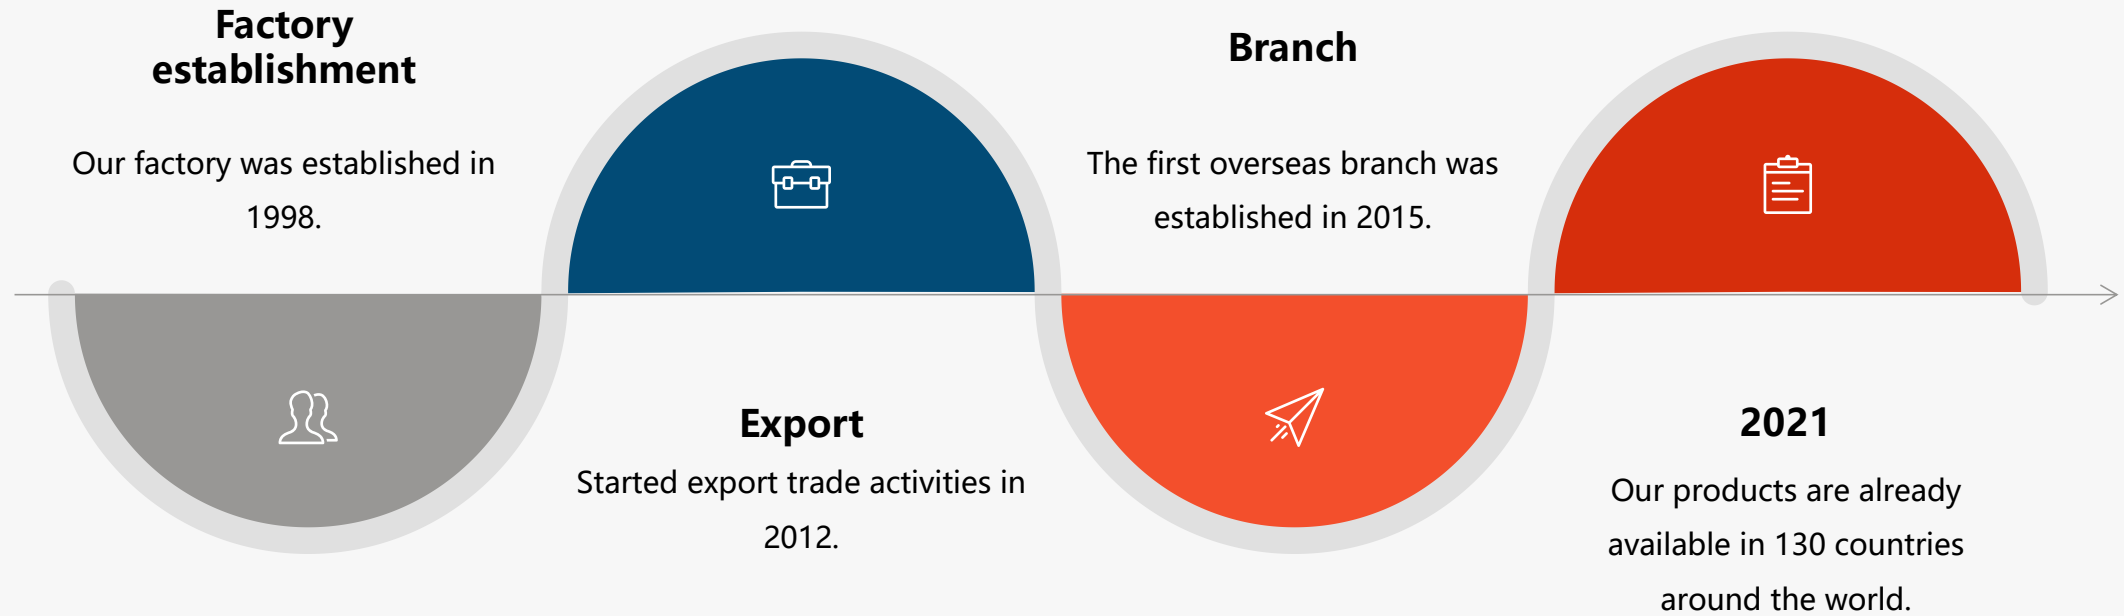 Factory
establishment
Our factory was established in
1998.
Export
Started export trade activities in
2012.
Branch
The first overseas branch was
established in 2015.
2021
Our products are already
available in 130 countries
around the world.